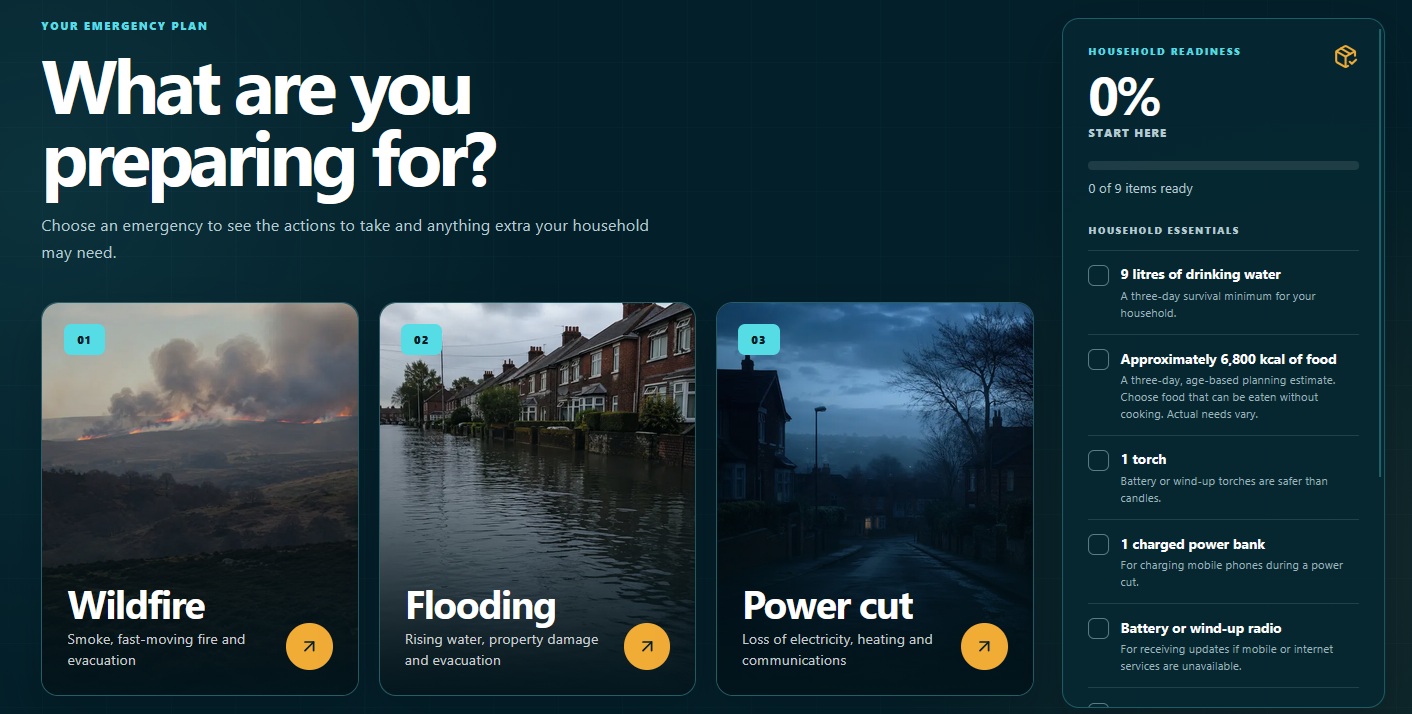 YOUR EMERGENCY PLAN
What are you
preparing for?
Choose an emergency to see the actions to take and anything extra your household
may need.
01
Wildfire
Smoke, fast-moving fire and
evacuation
02
Flooding
Rising water, property damage
and evacuation
03
Power cut
Loss of electricity, heating and
communications
HOUSEHOLD READINESS
0%
START HERE
0 of 9 items ready
HOUSEHOLD ESSENTIALS
9 litres of drinking water
A three-day survival minimum for your
household.
Approximately 6,800 kcal of food
A three-day, age-based planning estimate.
Choose food that can be eaten without
cooking. Actual needs vary.
1 torch
Battery or wind-up torches are safer than
candles.
1 charged power bank
For charging mobile phones during a power
cut.
Battery or wind-up radio
For receiving updates if mobile or internet
services are unavailable.